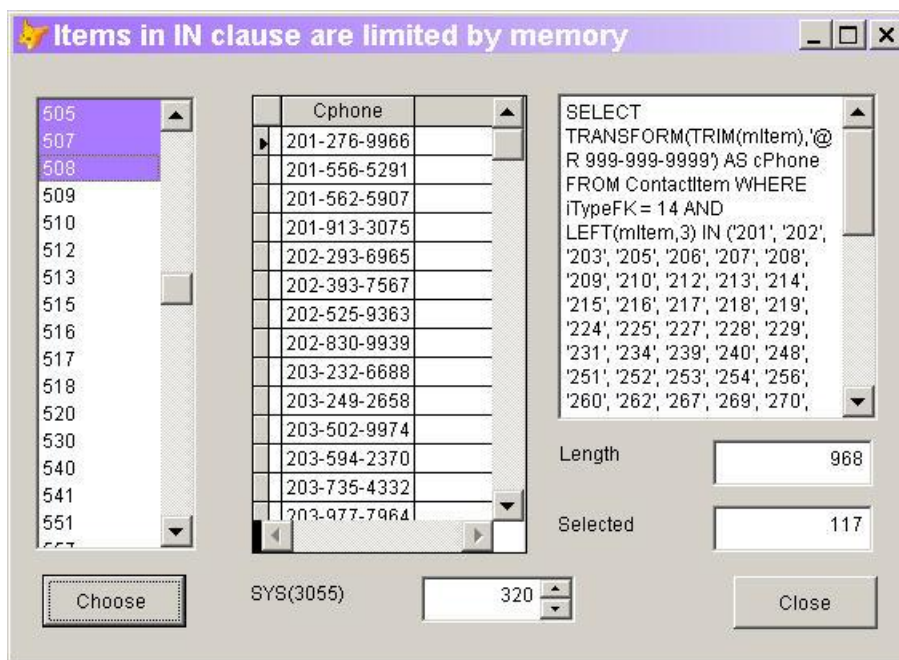 Items in IN clause are limited by memory
505
507
508
509
510
512
513
515
516
517
518
520
530
540
541
551
Cphone
201-276-9966
201-556-5291
201-562-5907
201-913-3075
202-293-6965
202-393-7567
202-525-9363
202-830-9939
203-232-6688
203-249-2658
203-502-9974
203-594-2370
203-735-4332
203-977-7964
SELECT
TRANSFORM(TRIM(mItem),'@
R 999-999-9999') AS cPhone
FROM ContactItem WHERE
iTypeFK = 14 AND
LEFT(mItem,3) IN ('201', '202',
'203', '205', '206', '207', '208',
'209', '210', '212', '213', '214',
'215', '216', '217', '218', '219',
'224', '225', '227', '228', '229',
'231', '234', '239', '240', '248',
'251', '252', '253', '254', '256',
'260', '262', '267', '269', '270',
Length 968
Selected 117
Choose
SYS(3055) 320
Close